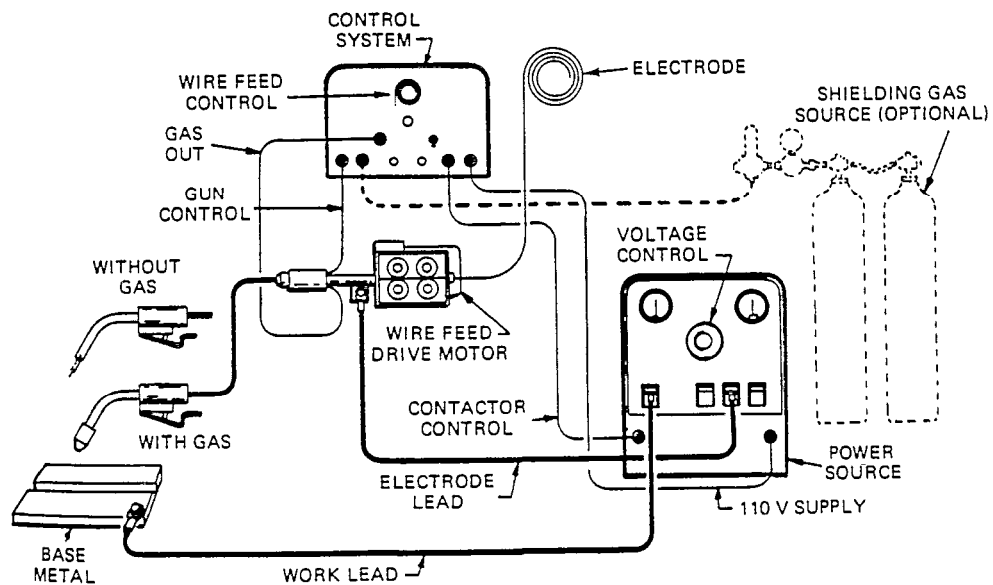 CONTROL
SYSTEM
ELECTRODE
WIRE FEED
CONTROL
SHIELDING GAS
SOURCE (OPTIONAL)
GAS
OUT
GUN
CONTROL
VOLTAGE
CONTROL
WITHOUT
GAS
WIRE FEED
DRIVE MOTOR
CONTACTOR
CONTROL
WITH GAS
POWER
SOURCE
ELECTRODE
LEAD
110 V SUPPLY
BASE
METAL
WORK LEAD